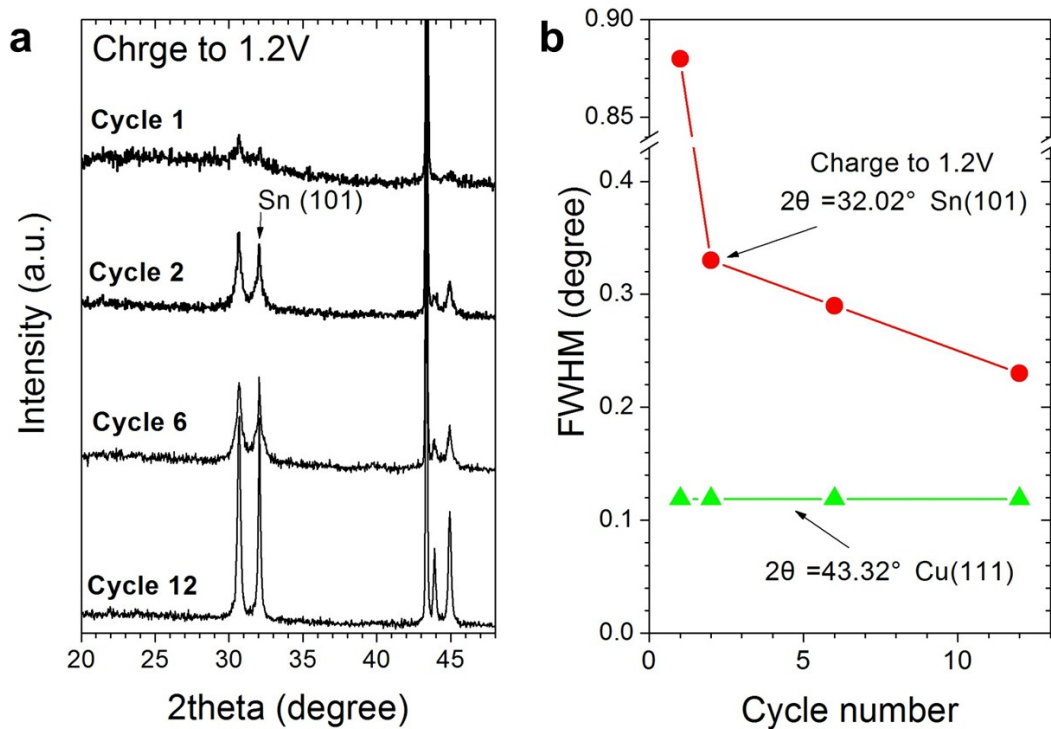 a
Chrge to 1.2V
Cycle 1
Sn (101)
Cycle 2
Cycle 6
Cycle 12
20 25 30 35 40 45
2theta (degree)
Intensity (a.u.)
b
0.90
0.85
0.4
0.3
0.2
0.1
0.0
FWHM (degree)
Charge to 1.2V
2θ =32.02° Sn(101)
2θ =43.32° Cu(111)
0 5 10
Cycle number